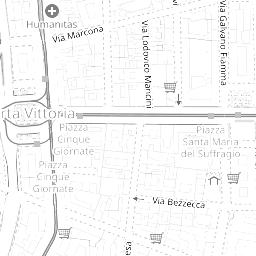 Humanitas
Via Marcona
Via Lodovico Mancini
Via Galvano Fiamma
rta Vittoria
Piazza
Cinque
Giornate
Piazza
Santa Maria
del Suffragio
Piazza
Cinque
Giornate
Via Bezzecca